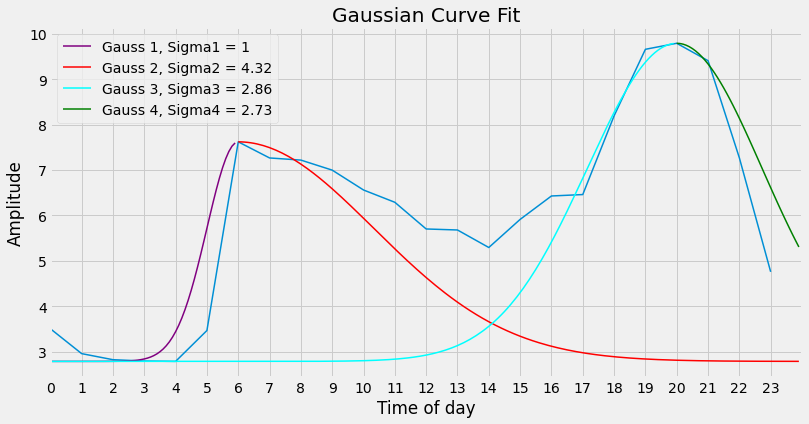 Gaussian Curve Fit
Gauss 1, Sigma1 = 1
Gauss 2, Sigma2 = 4.32
Gauss 3, Sigma3 = 2.86
Gauss 4, Sigma4 = 2.73
Amplitude
10
9
8
7
6
5
4
3
0 1 2 3 4 5 6 7 8 9 10 11 12 13 14 15 16 17 18 19 20 21 22 23
Time of day